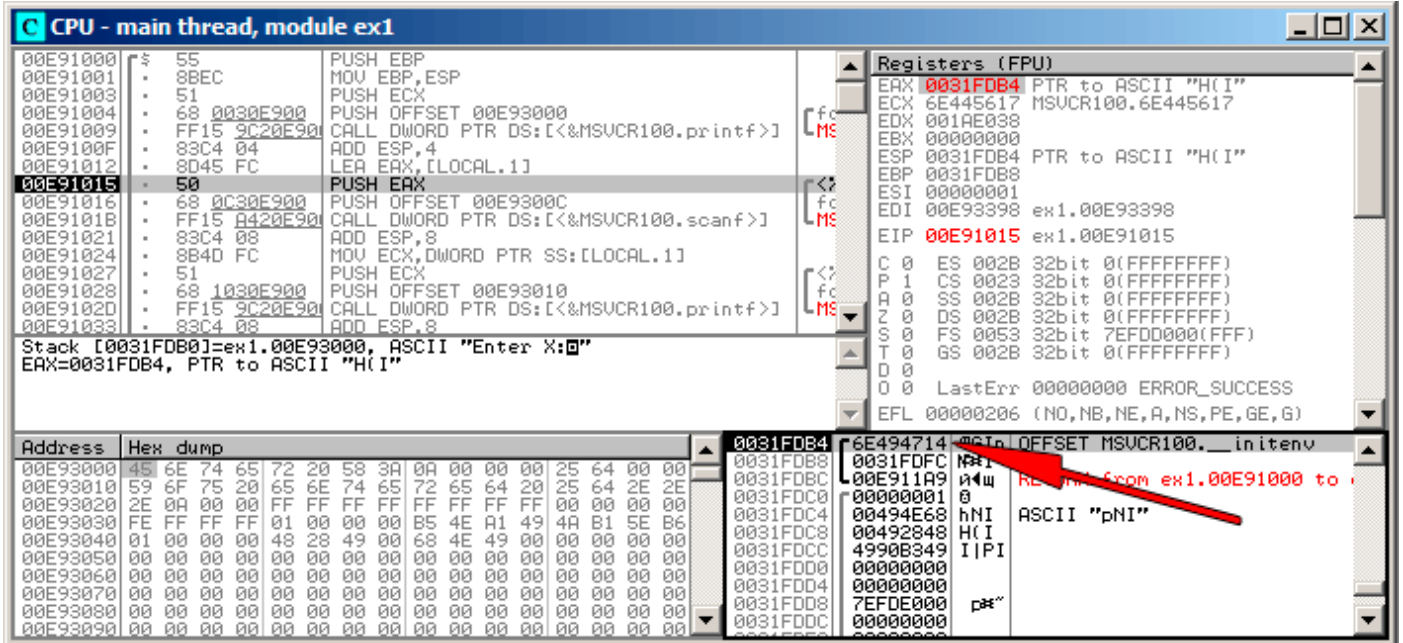 C CPU - main thread, module ex1
00E91000 $ 55 PUSH EBP
00E91001 · 8BEC MOV EBP,ESP
00E91003 · 51 PUSH ECX
00E91004 · 68 0030E900 PUSH OFFSET 00E93000
00E91009 · FF15 9C20E90 CALL DWORD PTR DS:[<&MSVCR100.printf>]
00E9100F · 83C4 04 ADD ESP,4
00E91012 · 8D45 FC LEA EAX,[LOCAL.1]
00E91015 · 50 PUSH EAX
00E91016 · 68 0C30E900 PUSH OFFSET 00E9300C
00E9101B · FF15 A420E90 CALL DWORD PTR DS:[<&MSVCR100.scanf>]
00E91021 · 83C4 08 ADD ESP,8
00E91024 · 8B4D FC MOV ECX,DWORD PTR SS:[LOCAL.1]
00E91027 · 51 PUSH ECX
00E91028 · 68 1030E900 PUSH OFFSET 00E93010
00E9102D · FF15 9C20E90 CALL DWORD PTR DS:[<&MSVCR100.printf>]
00E91033 · 83C4 08 ADD ESP,8
Stack [0031FDB0]=ex1.00E93000, ASCII "Enter X:"
EAX=0031FDB4, PTR to ASCII "H(I"
Registers (FPU)
EAX 0031FDB4 PTR to ASCII "H(I"
ECX 6E445617 MSVCR100.6E445617
EDX 001AE038
EBX 00000000
ESP 0031FDB4 PTR to ASCII "H(I"
EBP 0031FDB8
ESI 00000001
EDI 00E93398 ex1.00E93398
EIP 00E91015 ex1.00E91015
C 0 ES 002B 32bit 0(FFFFFFFF)
P 1 CS 0023 32bit 0(FFFFFFFF)
A 0 SS 002B 32bit 0(FFFFFFFF)
Z 0 DS 002B 32bit 0(FFFFFFFF)
S 0 FS 0053 32bit 7EFDD000(FFF)
T 0 GS 002B 32bit 0(FFFFFFFF)
D 0
O 0 LastErr 00000000 ERROR_SUCCESS
EFL 00000206 (NO,NB,NE,A,NS,PE,GE,G)
Address Hex dump
00E93000 45 6E 74 65 72 20 58 3A 0A 00 00 00 25 64 00 00
00E93010 59 6F 75 20 65 6E 74 65 72 65 64 20 25 64 2E 2E
00E93020 2E 0A 00 00 FF FF FF FF FF FF FF FF 00 00 00 00
00E93030 FE FF FF FF 01 00 00 00 B5 4E A1 49 4A B1 5E B6
00E93040 01 00 00 00 48 28 49 00 68 4E 49 00 00 00 00 00
00E93050 00 00 00 00 00 00 00 00 00 00 00 00 00 00 00 00
00E93060 00 00 00 00 00 00 00 00 00 00 00 00 00 00 00 00
00E93070 00 00 00 00 00 00 00 00 00 00 00 00 00 00 00 00
00E93080 00 00 00 00 00 00 00 00 00 00 00 00 00 00 00 00
00E93090 00 00 00 00 00 00 00 00 00 00 00 00 00 00 00 00
0031FDB4 6E494714 OFFSET MSVCR100.__initenv
0031FDB8 0031FDFC
0031FDBC 00E911A9 from ex1.00E91000 to
0031FDC0 00000001
0031FDC4 00494E68 hNI ASCII "pNI"
0031FDC8 00492848 H(I
0031FDCC 4990B349
0031FDD0 00000000
0031FDD4 00000000
0031FDD8 7EFDE000
0031FDDC 00000000